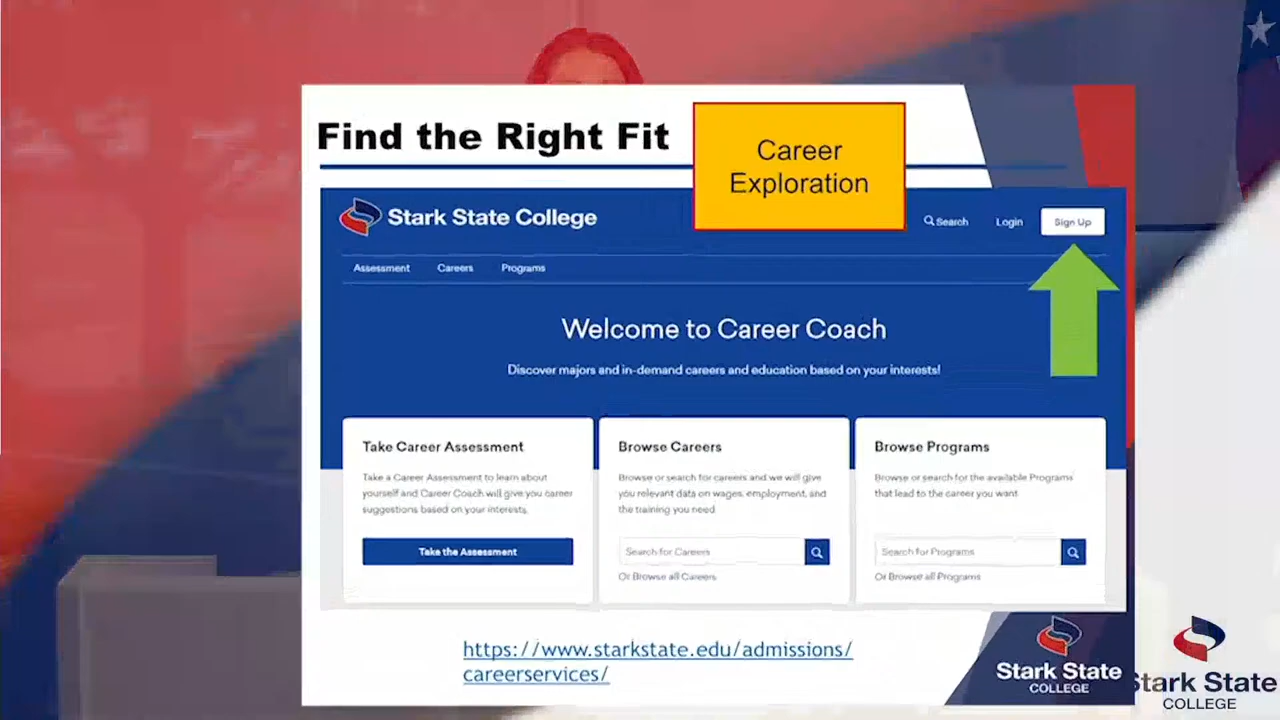 Find the Right Fit
Career
Exploration
Stark State College
Search
Login
Sign Up
Assessment
Careers
Programs
Welcome to Career Coach
Discover majors and in-demand careers and education based on your interests!
Take Career Assessment
Take a Career Assessment to learn about
yourself and Career Coach will give you career
suggestions based on your interests.
Take the Assessment
Browse Careers
Browse or search for careers and we will give
you relevant data on wages, employment, and
the training you need
Search for Careers
Or Browse all Careers
Browse Programs
Browse or search for the available Programs
that lead to the career you want
Search for Programs
Or Browse all Programs
https://www.starkstate.edu/admissions/
careerservices/
Stark State
COLLEGE
Stark State
COLLEGE